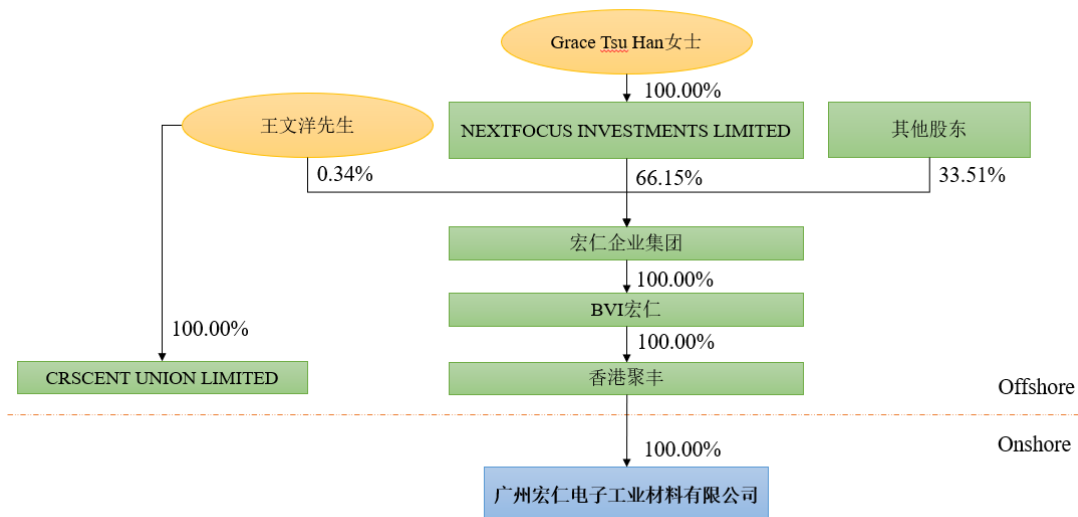 Grace Tsu Han女士
100.00%
王文洋先生
NEXTFOCUS INVESTMENTS LIMITED
其他股东
0.34%
66.15%
33.51%
宏仁企业集团
100.00%
BVI宏仁
100.00%
100.00%
CRSCENT UNION LIMITED
香港聚丰
Offshore
Onshore
100.00%
广州宏仁电子工业材料有限公司